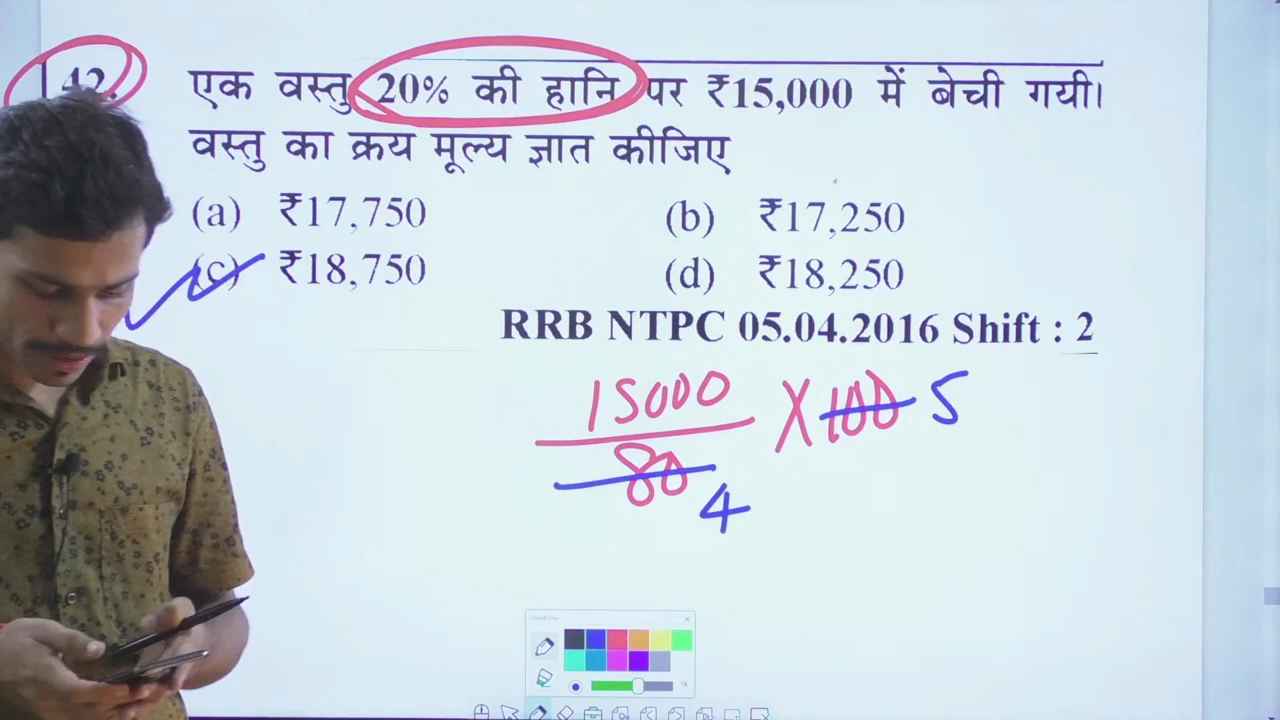 42. एक वस्तु 20% की हानि पर ₹15,000 में बेची गयी।
वस्तु का क्रय मूल्य ज्ञात कीजिए
(a) ₹17,750 (b) ₹17,250
(c) ₹18,750 (d) ₹18,250
RRB NTPC 05.04.2016 Shift : 2
15000 X 100 5
80 4